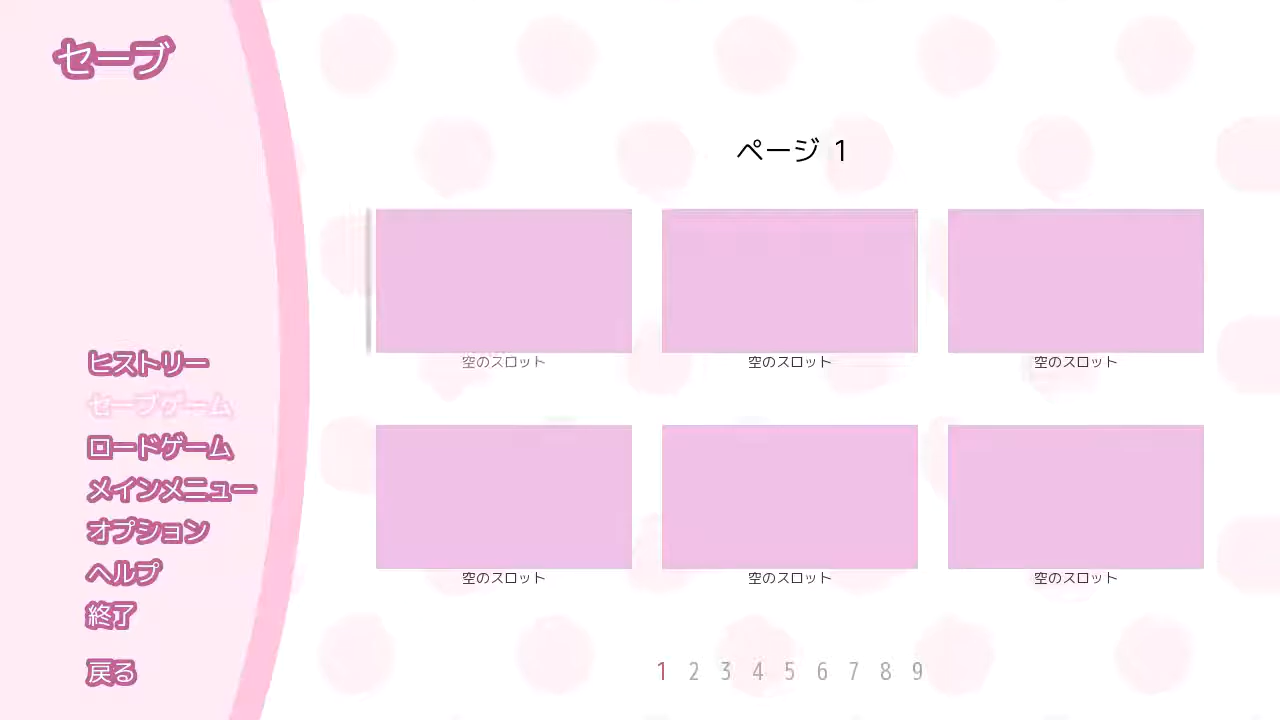 セーブ
ページ 1
空のスロット 空のスロット 空のスロット
ヒストリー
セーブゲーム
ロードゲーム
メインメニュー
オプション
ヘルプ
終了
戻る
空のスロット 空のスロット 空のスロット
1 2 3 4 5 6 7 8 9